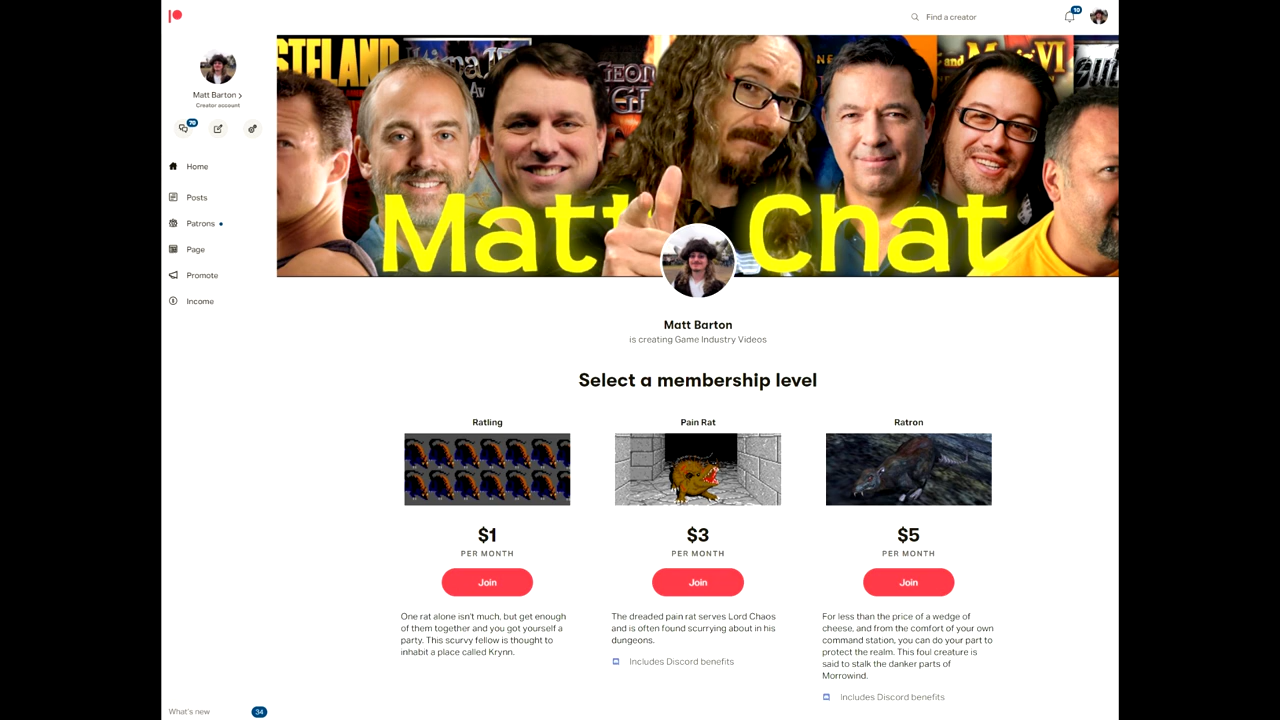 Find a creator
10
Matt Barton
Creator account
70
Home
Posts
Patrons
Page
Promote
Income
What's new
34
Matt Chat
Matt Barton
is creating Game Industry Videos
Select a membership level
Ratling
$1
PER MONTH
Join
One rat alone isn't much, but get enough
of them together and you got yourself a
party. This scurvy fellow is thought to
inhabit a place called Krynn.
Pain Rat
$3
PER MONTH
Join
The dreaded pain rat serves Lord Chaos
and is often found scurrying about in his
dungeons.
Includes Discord benefits
Ratron
$5
PER MONTH
Join
For less than the price of a wedge of
cheese, and from the comfort of your own
command station, you can do your part to
protect the realm. This foul creature is
said to stalk the danker parts of
Morrowind.
Includes Discord benefits